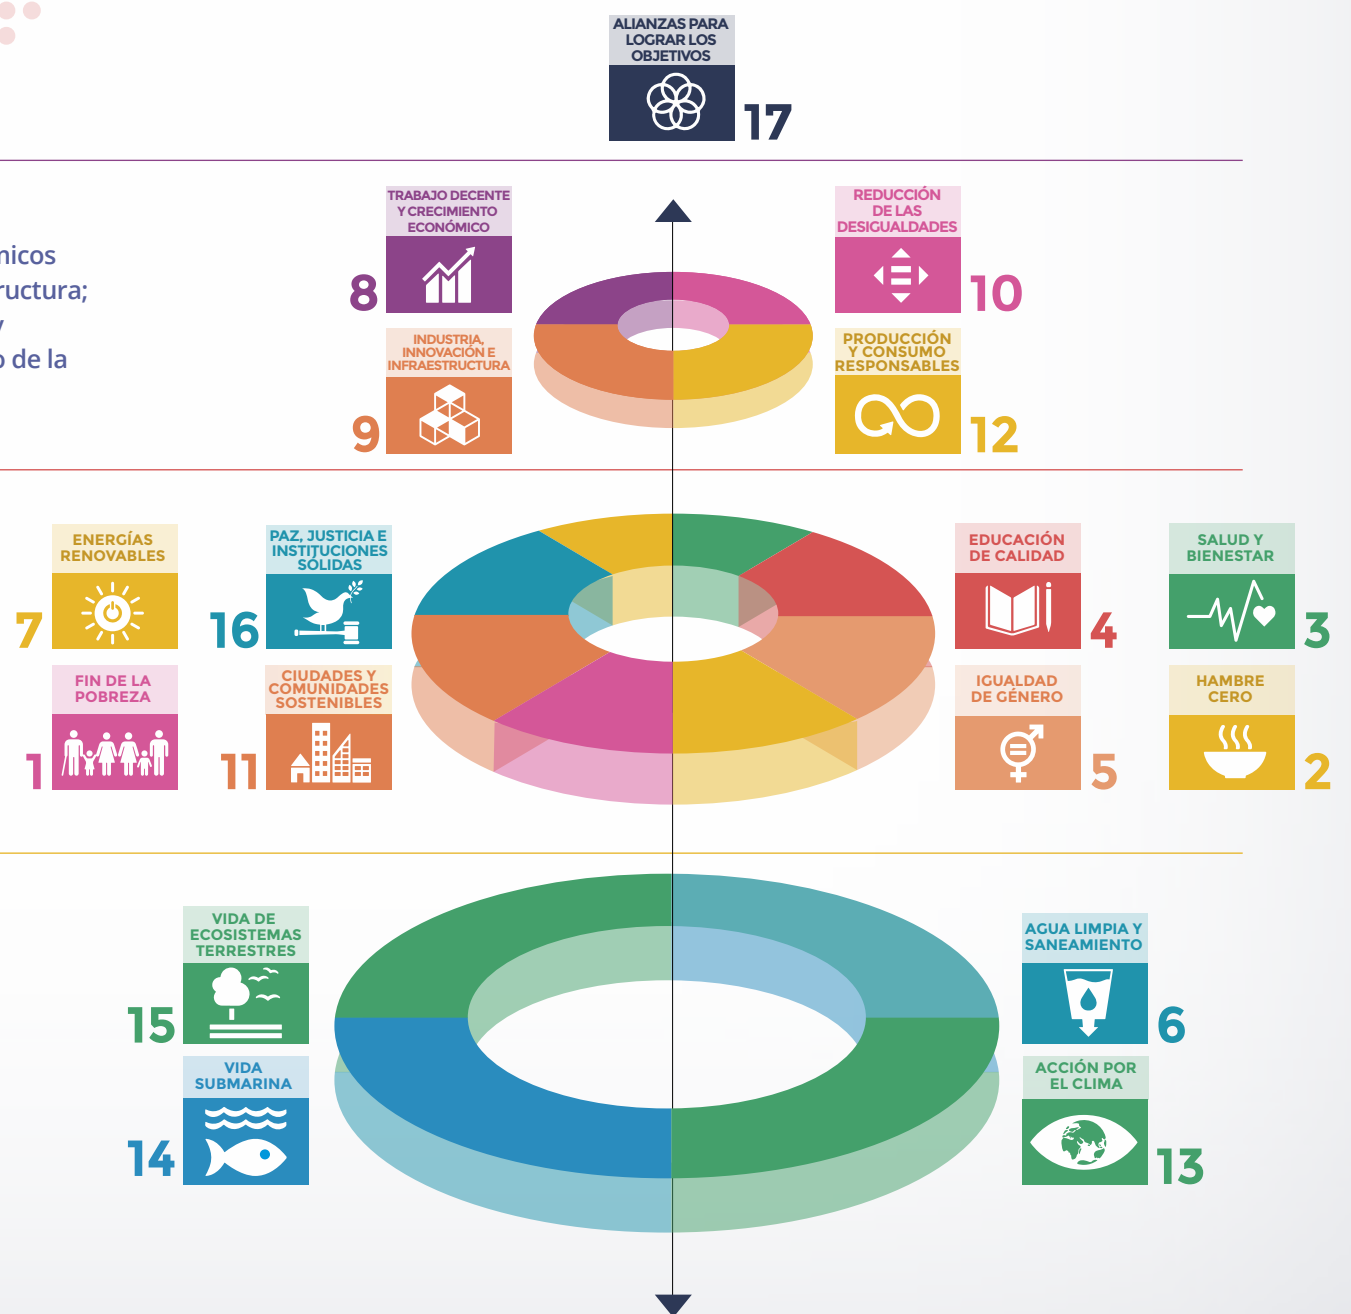 ALIANZAS PARA
LOGRAR LOS
OBJETIVOS
17
TRABAJO DECENTE
Y CRECIMIENTO
ECONÓMICO
8
REDUCCIÓN
DE LAS
DESIGUALDADES
10
nicos
ructura;
y
o de la
INDUSTRIA,
INNOVACIÓN E
INFRAESTRUCTURA
9
PRODUCCIÓN
Y CONSUMO
RESPONSABLES
12
ENERGÍAS
RENOVABLES
7
PAZ, JUSTICIA E
INSTITUCIONES
SÓLIDAS
16
EDUCACIÓN
DE CALIDAD
4
SALUD Y
BIENESTAR
3
FIN DE LA
POBREZA
1
CIUDADES Y
COMUNIDADES
SOSTENIBLES
11
IGUALDAD
DE GÉNERO
5
HAMBRE
CERO
2
VIDA DE
ECOSISTEMAS
TERRESTRES
15
AGUA LIMPIA Y
SANEAMIENTO
6
VIDA
SUBMARINA
14
ACCIÓN POR
EL CLIMA
13